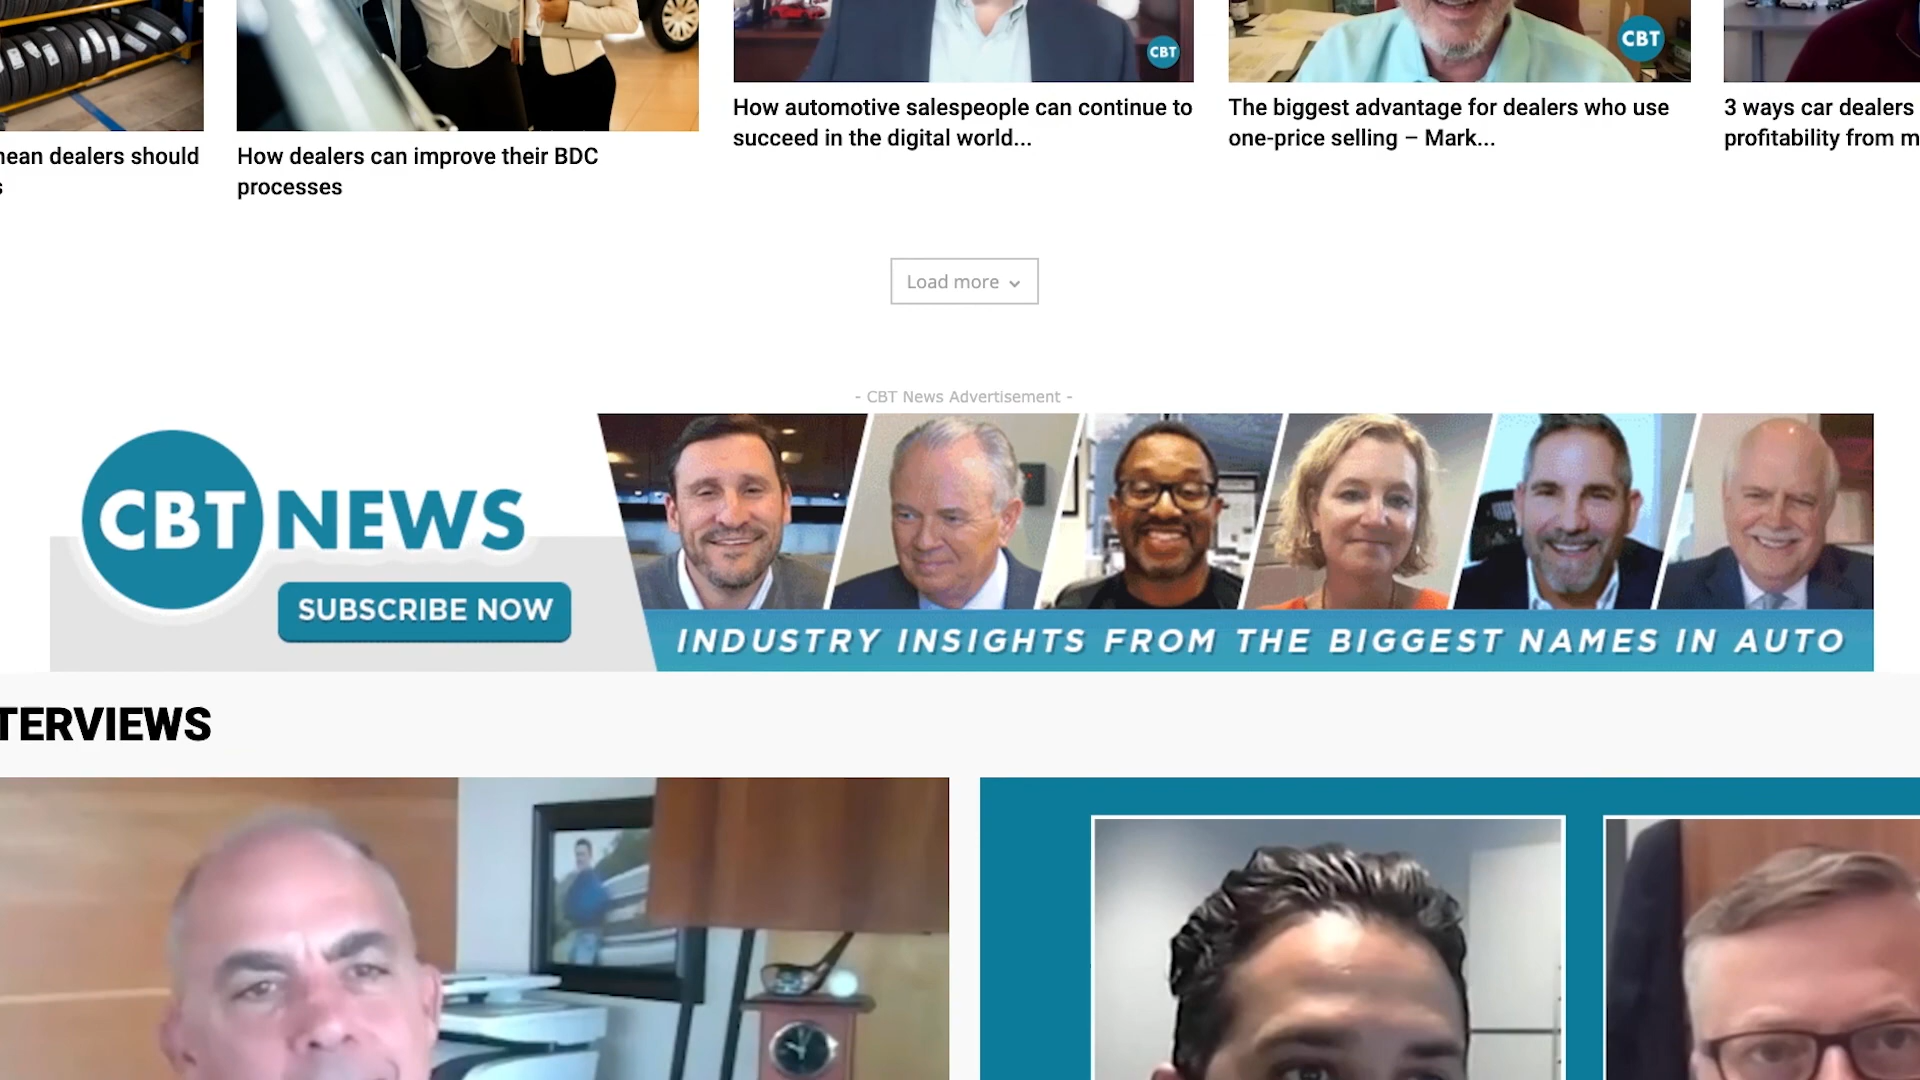 CBT
CBT
nean dealers should
s
How dealers can improve their BDC
processes
How automotive salespeople can continue to
succeed in the digital world...
The biggest advantage for dealers who use
one-price selling – Mark...
3 ways car dealers
profitability from m
Load more
- CBT News Advertisement -
CBT NEWS
SUBSCRIBE NOW
INDUSTRY INSIGHTS FROM THE BIGGEST NAMES IN AUTO
TERVIEWS